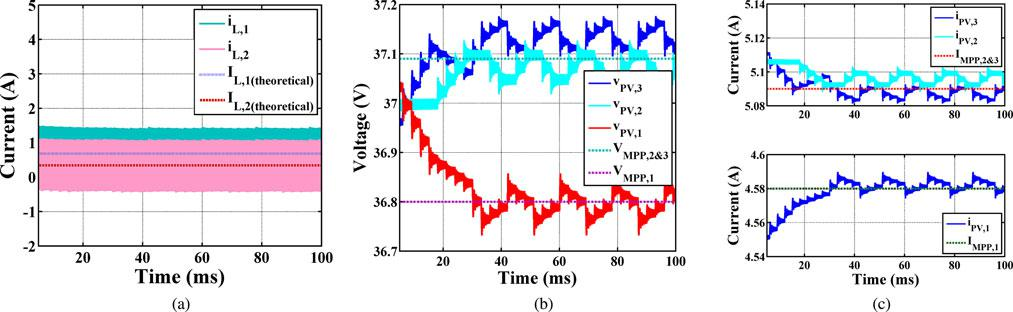 5
4
3
2
1
0
-1
-2
Current (A)
i_L,1
i_L,2
I_L,1(theoretical)
I_L,2(theoretical)
20
40
60
80
100
Time (ms)
(a)
37.2
37.1
37
36.9
36.8
36.7
Voltage (V)
v_PV,3
v_PV,2
v_PV,1
V_MPP,2&3
V_MPP,1
20
40
60
80
100
Time (ms)
(b)
5.14
5.12
5.1
5.08
Current (A)
i_PV,3
i_PV,2
I_MPP,2&3
20
40
60
80
100
4.6
4.58
4.56
4.54
Current (A)
i_PV,1
I_MPP,1
20
40
60
80
100
Time (ms)
(c)